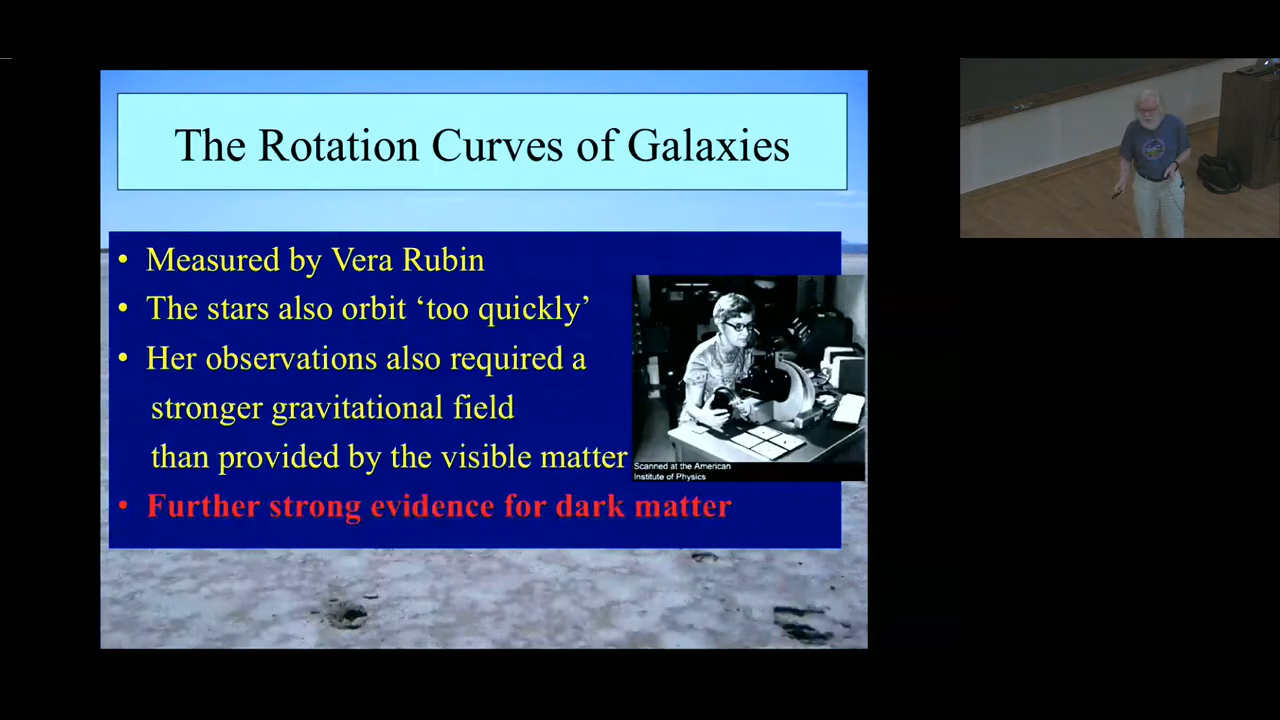 The Rotation Curves of Galaxies
• Measured by Vera Rubin
• The stars also orbit ‘too quickly’
• Her observations also required a
stronger gravitational field
than provided by the visible matter
Scanned at the American
Institute of Physics
• Further strong evidence for dark matter